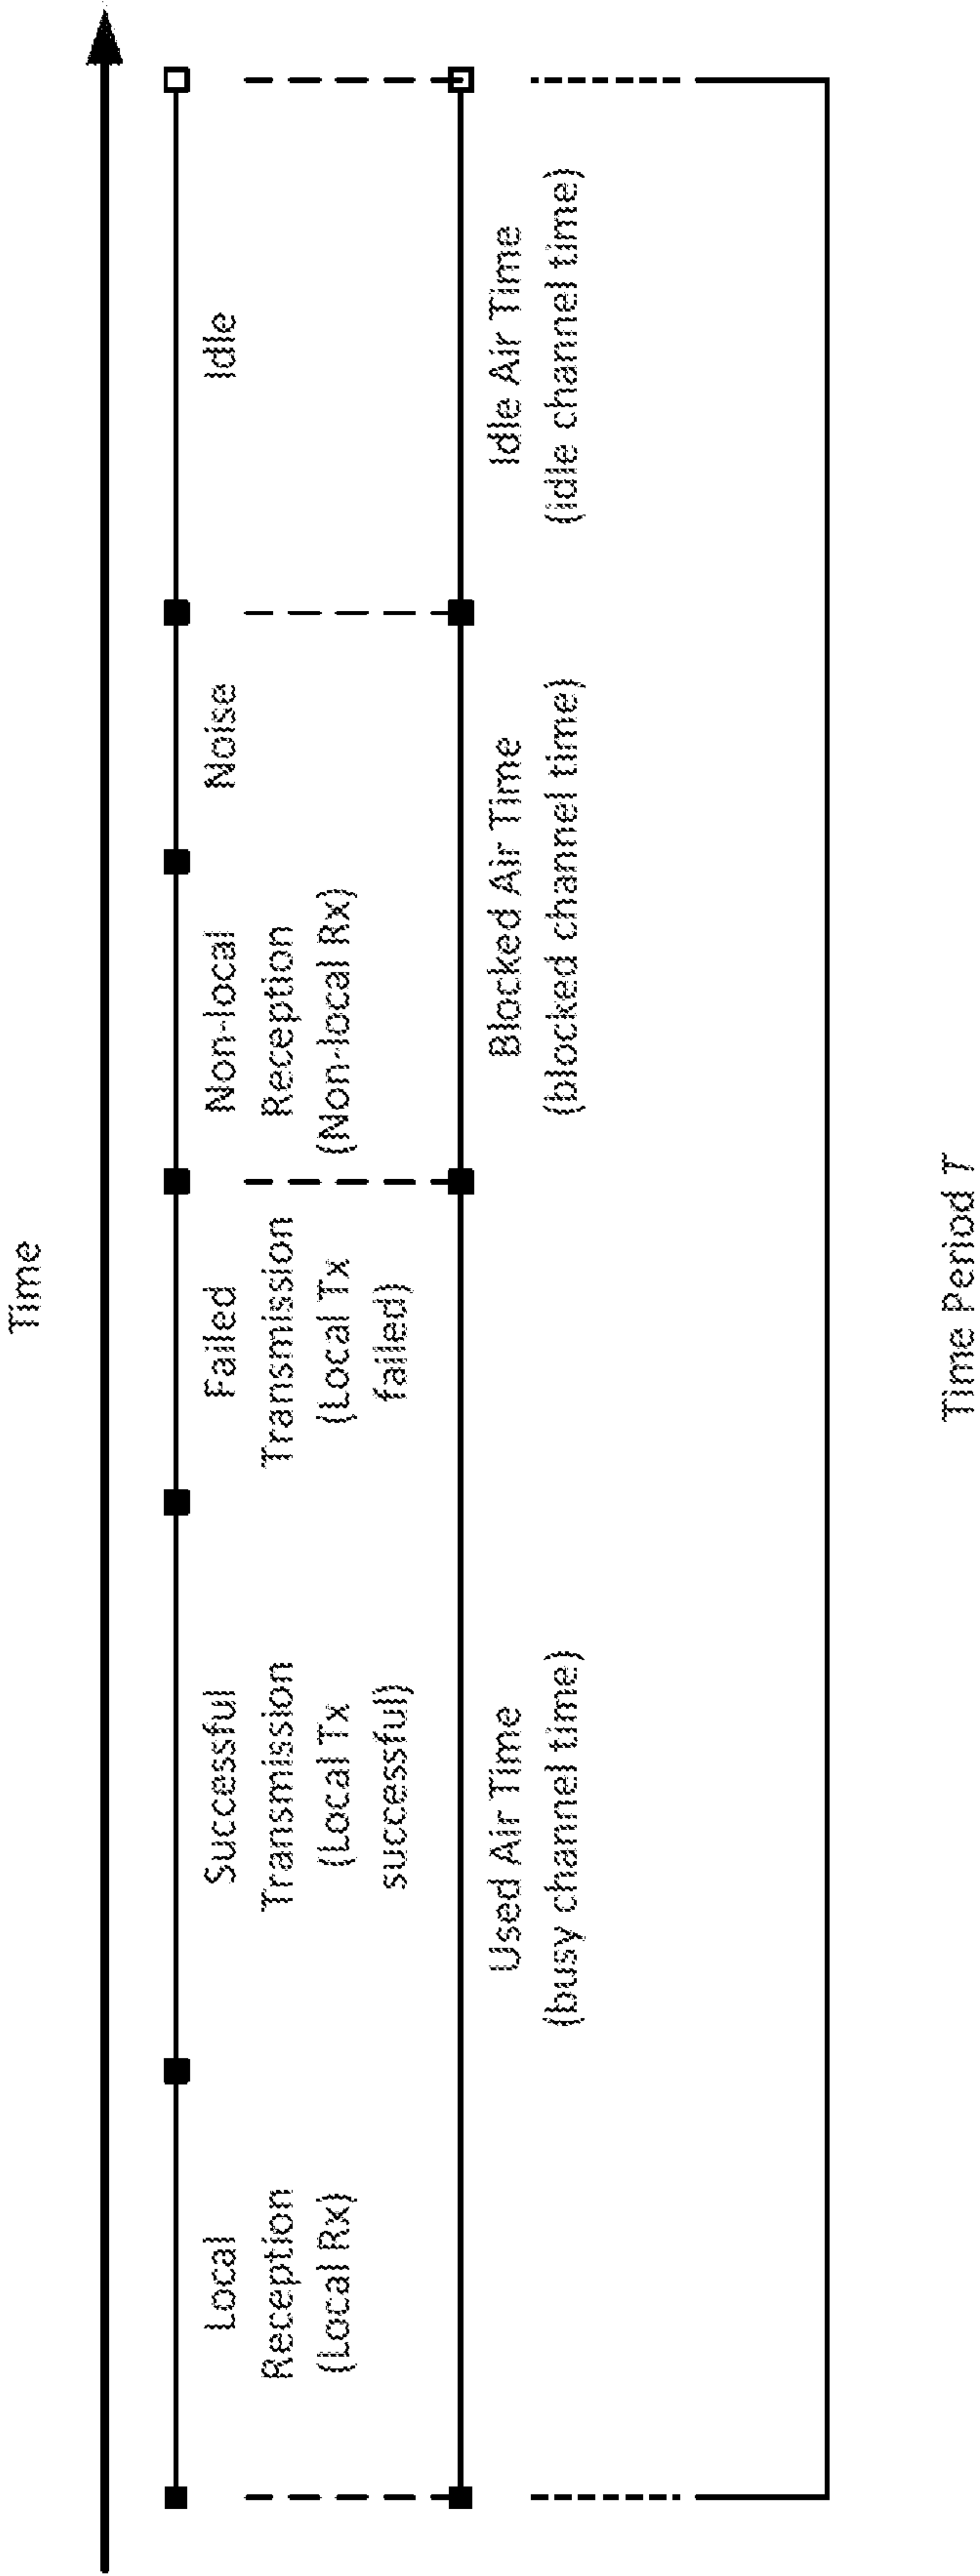 Time
Local
Reception
(Local Rx)
Successful
Transmission
(Local Tx
successful)
Failed
Transmission
(Local Tx
failed)
Non-local
Reception
(Non-local Rx)
Noise
Idle
Used Air Time
(busy channel time)
Blocked Air Time
(blocked channel time)
Idle Air Time
(idle channel time)
Time Period T